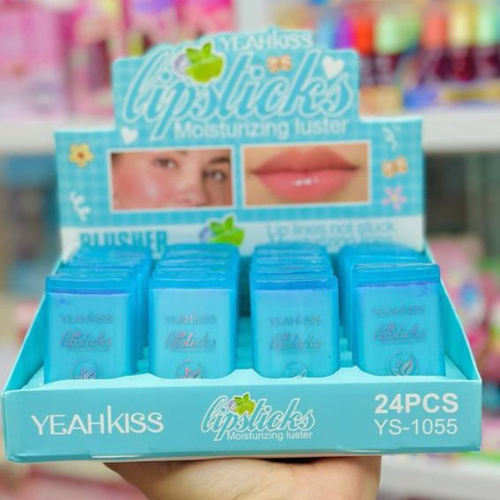 YEAHKISS
lipsticks
Moisturizing luster
BLUSHER
Lip lines not stuck
YEAHKISS
lipsticks
YEAHKISS
lipsticks
YEAHKISS
lipsticks
YEAHKISS
lipsticks
YEAHKISS
lipsticks
Moisturizing luster
24PCS
YS-1055